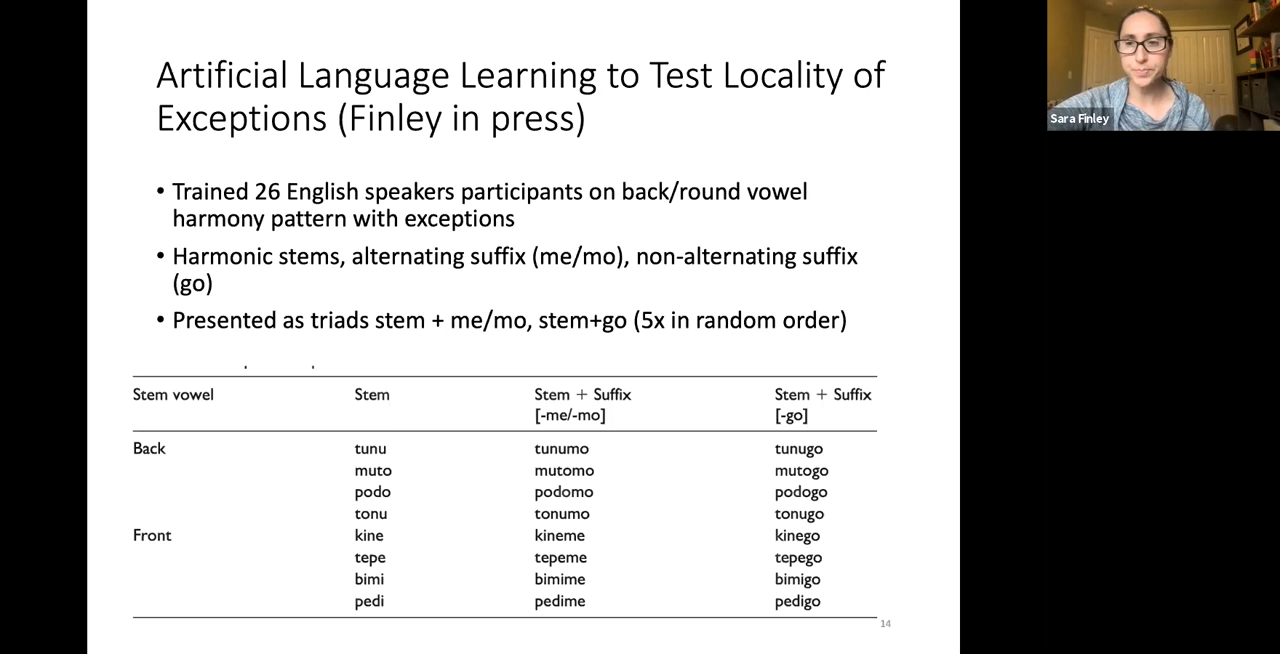 Artificial Language Learning to Test Locality of
Exceptions (Finley in press)
• Trained 26 English speakers participants on back/round vowel
harmony pattern with exceptions
• Harmonic stems, alternating suffix (me/mo), non-alternating suffix
(go)
• Presented as triads stem + me/mo, stem+go (5x in random order)
Stem vowel Stem Stem + Suffix Stem + Suffix
[-me/-mo] [-go]
Back tunu tunumo tunugo
muto mutomo mutogo
podo podomo podogo
tonu tonumo tonugo
Front kine kineme kinego
tepe tepeme tepego
bimi bimime bimigo
pedi pedime pedigo
14
Sara Finley